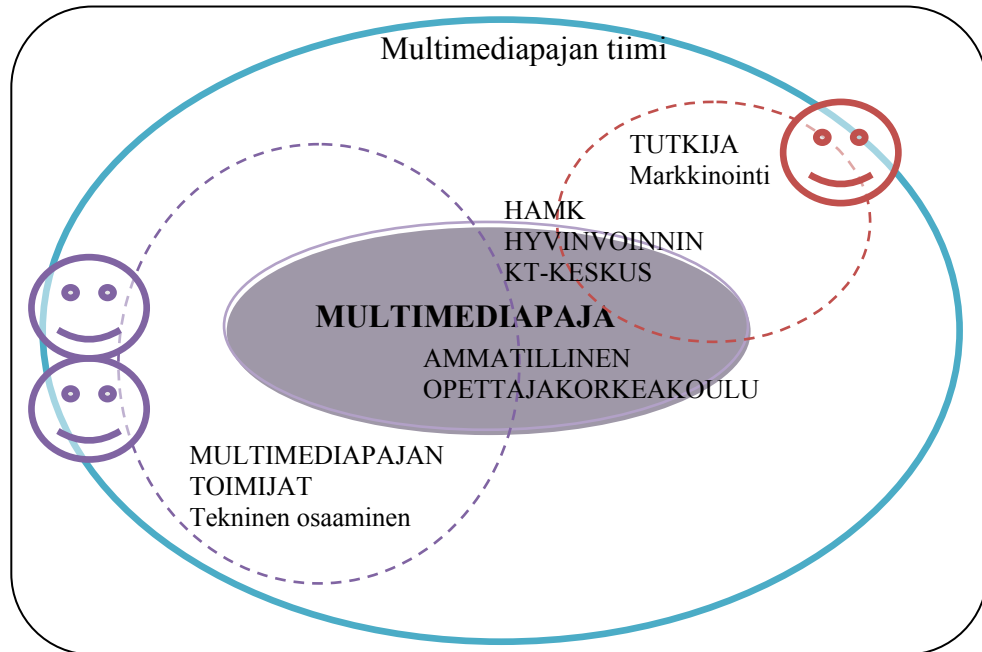 Multimediapajan tiimi
TUTKIJA
Markkinointi
HAMK
HYVINVOINNIN
KT-KESKUS
MULTIMEDIAPAJA
AMMATILLINEN
OPETTAJAKORKEAKOULU
MULTIMEDIAPAJAN
TOIMIJAT
Tekninen osaaminen